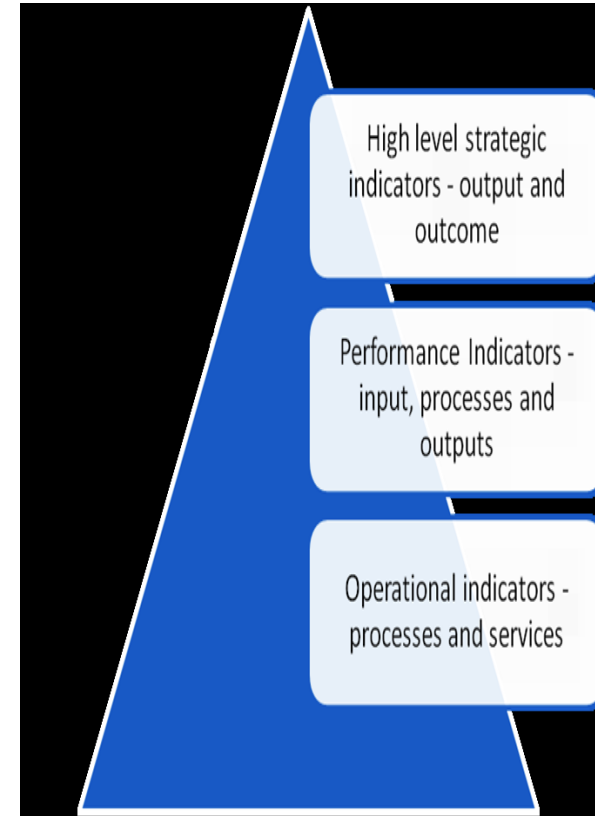 High level strategic
indicators - output and
outcome
Performance Indicators -
input, processes and
outputs
Operational indicators -
processes and services